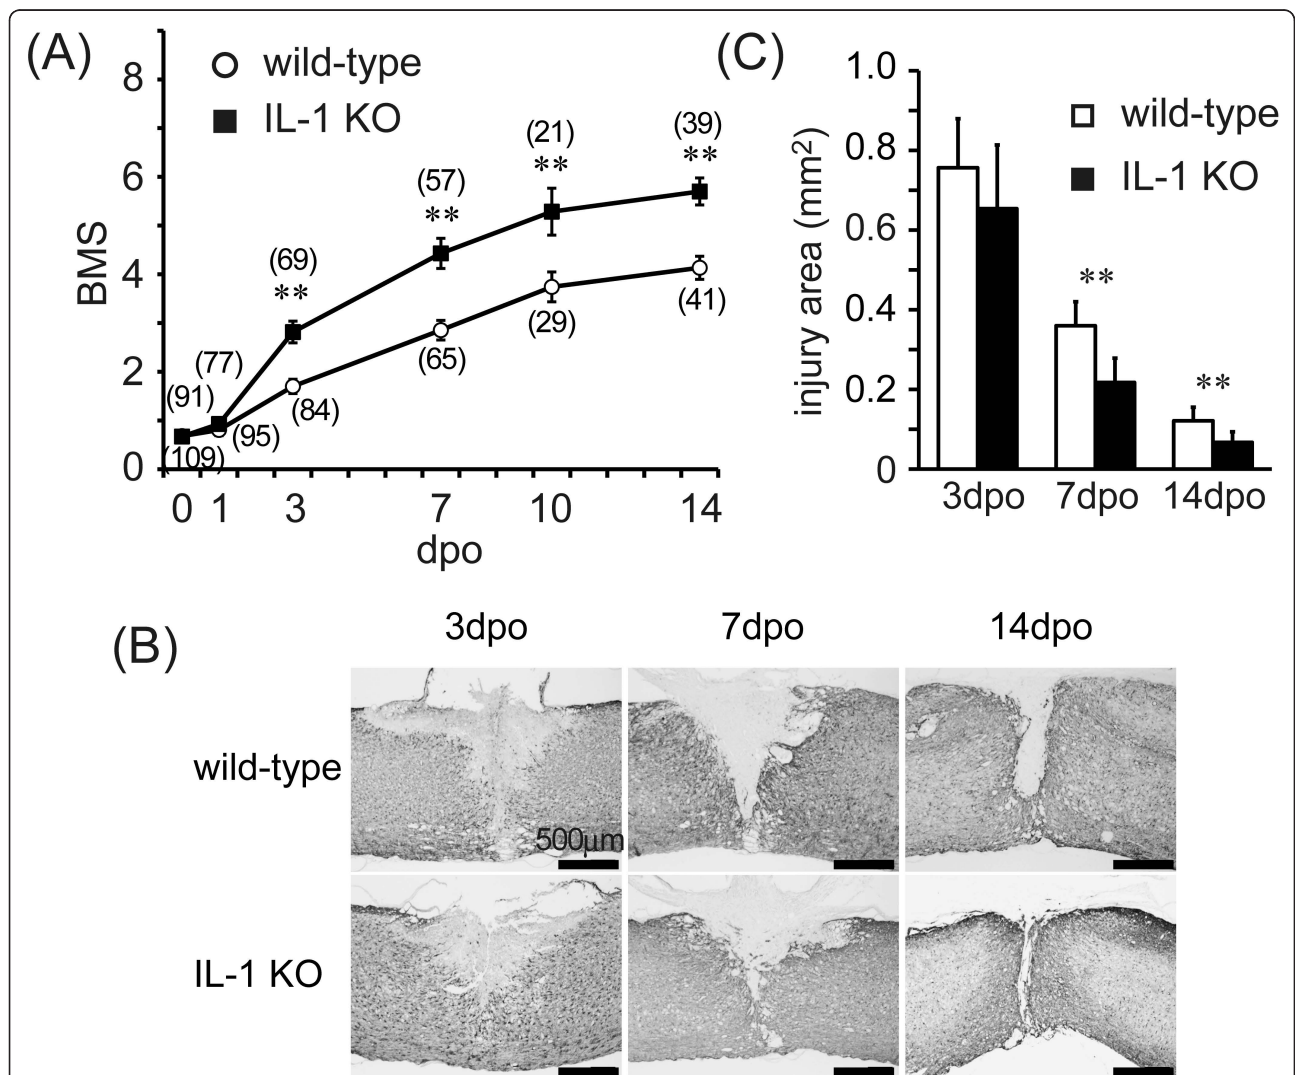 (A)
wild-type
IL-1 KO
BMS
8
6
4
2
0
(91)
(77)
(69)
**
(57)
**
(21)
**
(39)
**
(109)
(95)
(84)
(65)
(29)
(41)
0 1 3 7 10 14
dpo
(C)
wild-type
IL-1 KO
injury area (mm²)
1.0
0.8
0.6
0.4
0.2
0
**
**
3dpo 7dpo 14dpo
(B)
3dpo 7dpo 14dpo
wild-type
500μm
IL-1 KO